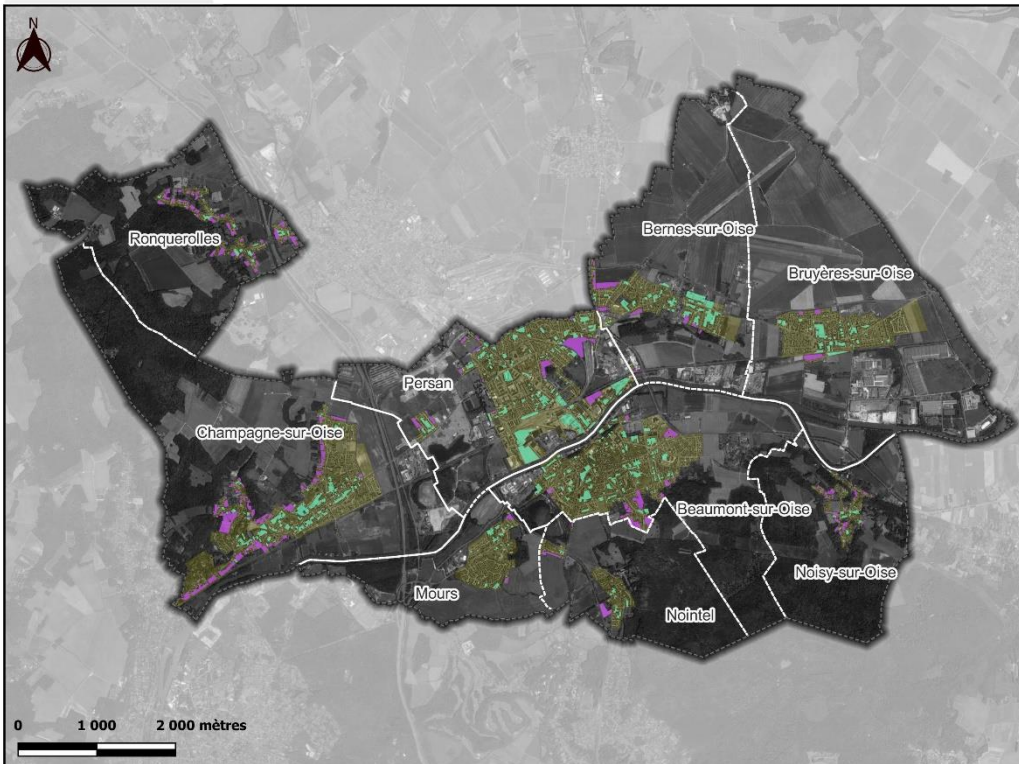 N
Bernes-sur-Oise
Ronquerolles
Bruyères-sur-Oise
Persan
Champagne-sur-Oise
Beaumont-sur-Oise
Noisy-sur-Oise
Mours
Nointel
0 1 000 2 000 mètres